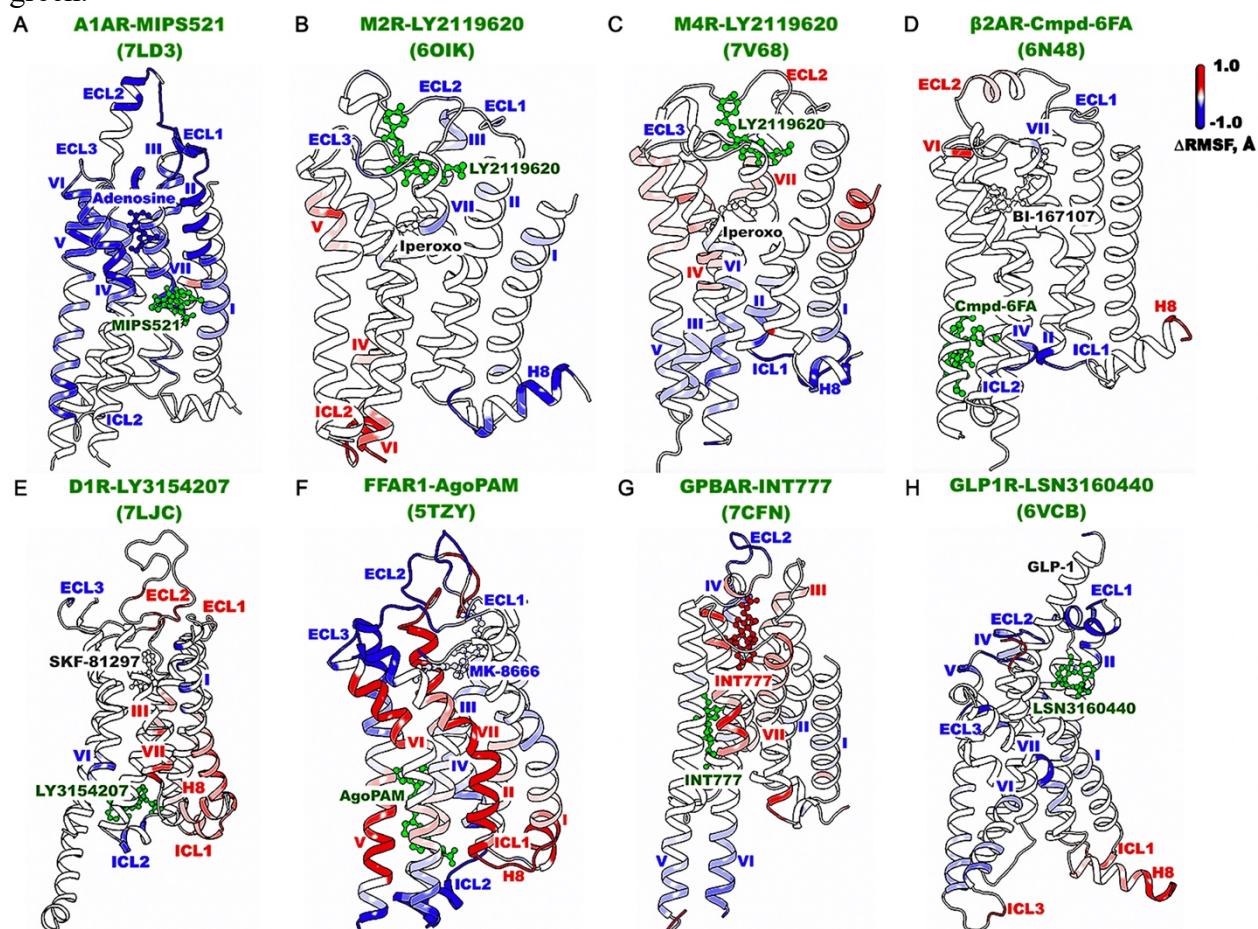 green.
A
A1AR-MIPS521
(7LD3)
ECL2
ECL1
ECL3
III
VI
II
Adenosine
V
VII
IV
I
MIPS521
ICL2
B
M2R-LY2119620
(6OIK)
ECL2
ECL1
ECL3
III
LY2119620
VII
II
V
Iperoxo
I
IV
H8
ICL2
VI
C
M4R-LY2119620
(7V68)
ECL2
LY2119620
ECL3
VII
Iperoxo
IV
VI
II
III
I
V
ICL1
H8
D
β2AR-Cmpd-6FA
(6N48)
ECL2
ECL1
VII
VI
BI-167107
Cmpd-6FA
H8
IV
II
ICL1
ICL2
1.0
-1.0
ΔRMSF, Å
E
D1R-LY3154207
(7LJC)
ECL3
ECL2
ECL1
SKF-81297
I
III
VI
VII
LY3154207
H8
ICL2
ICL1
F
FFAR1-AgoPAM
(5TZY)
ECL2
ECL1
ECL3
MK-8666
III
VI
VII
IV
AgoPAM
II
V
I
ICL1
H8
ICL2
G
GPBAR-INT777
(7CFN)
ECL2
IV
III
INT777
II
VII
I
INT777
V
VI
H
GLP1R-LSN3160440
(6VCB)
GLP-1
ECL1
ECL2
IV
II
V
LSN3160440
ECL3
VII
I
VI
ICL1
H8
ICL3